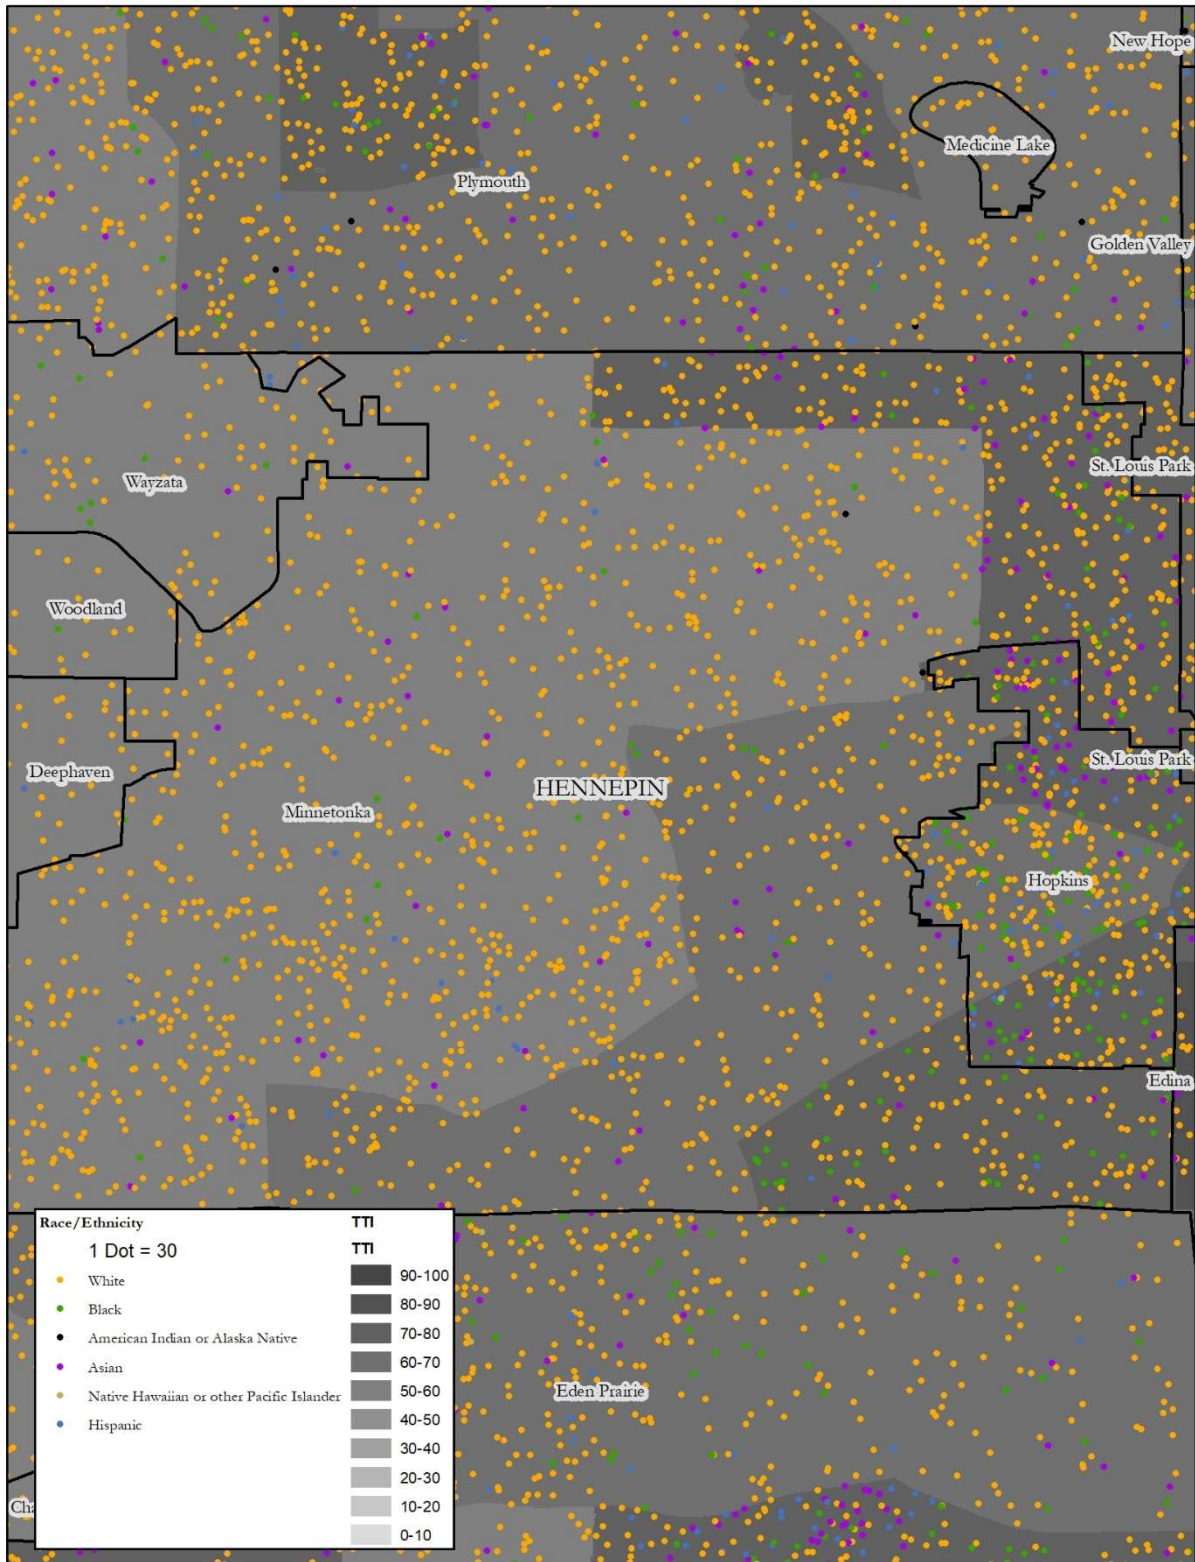 New Hope
Medicine Lake
Plymouth
Golden Valley
St. Louis Park
Wayzata
Woodland
Deephaven
St. Louis Park
HENNEPIN
Minnetonka
Hopkins
Edina
Race/Ethnicity
1 Dot = 30
White
Black
American Indian or Alaska Native
Asian
Native Hawaiian or other Pacific Islander
Hispanic
TTI
TTI
90-100
80-90
70-80
60-70
50-60
40-50
30-40
20-30
10-20
0-10
Eden Prairie
Cha